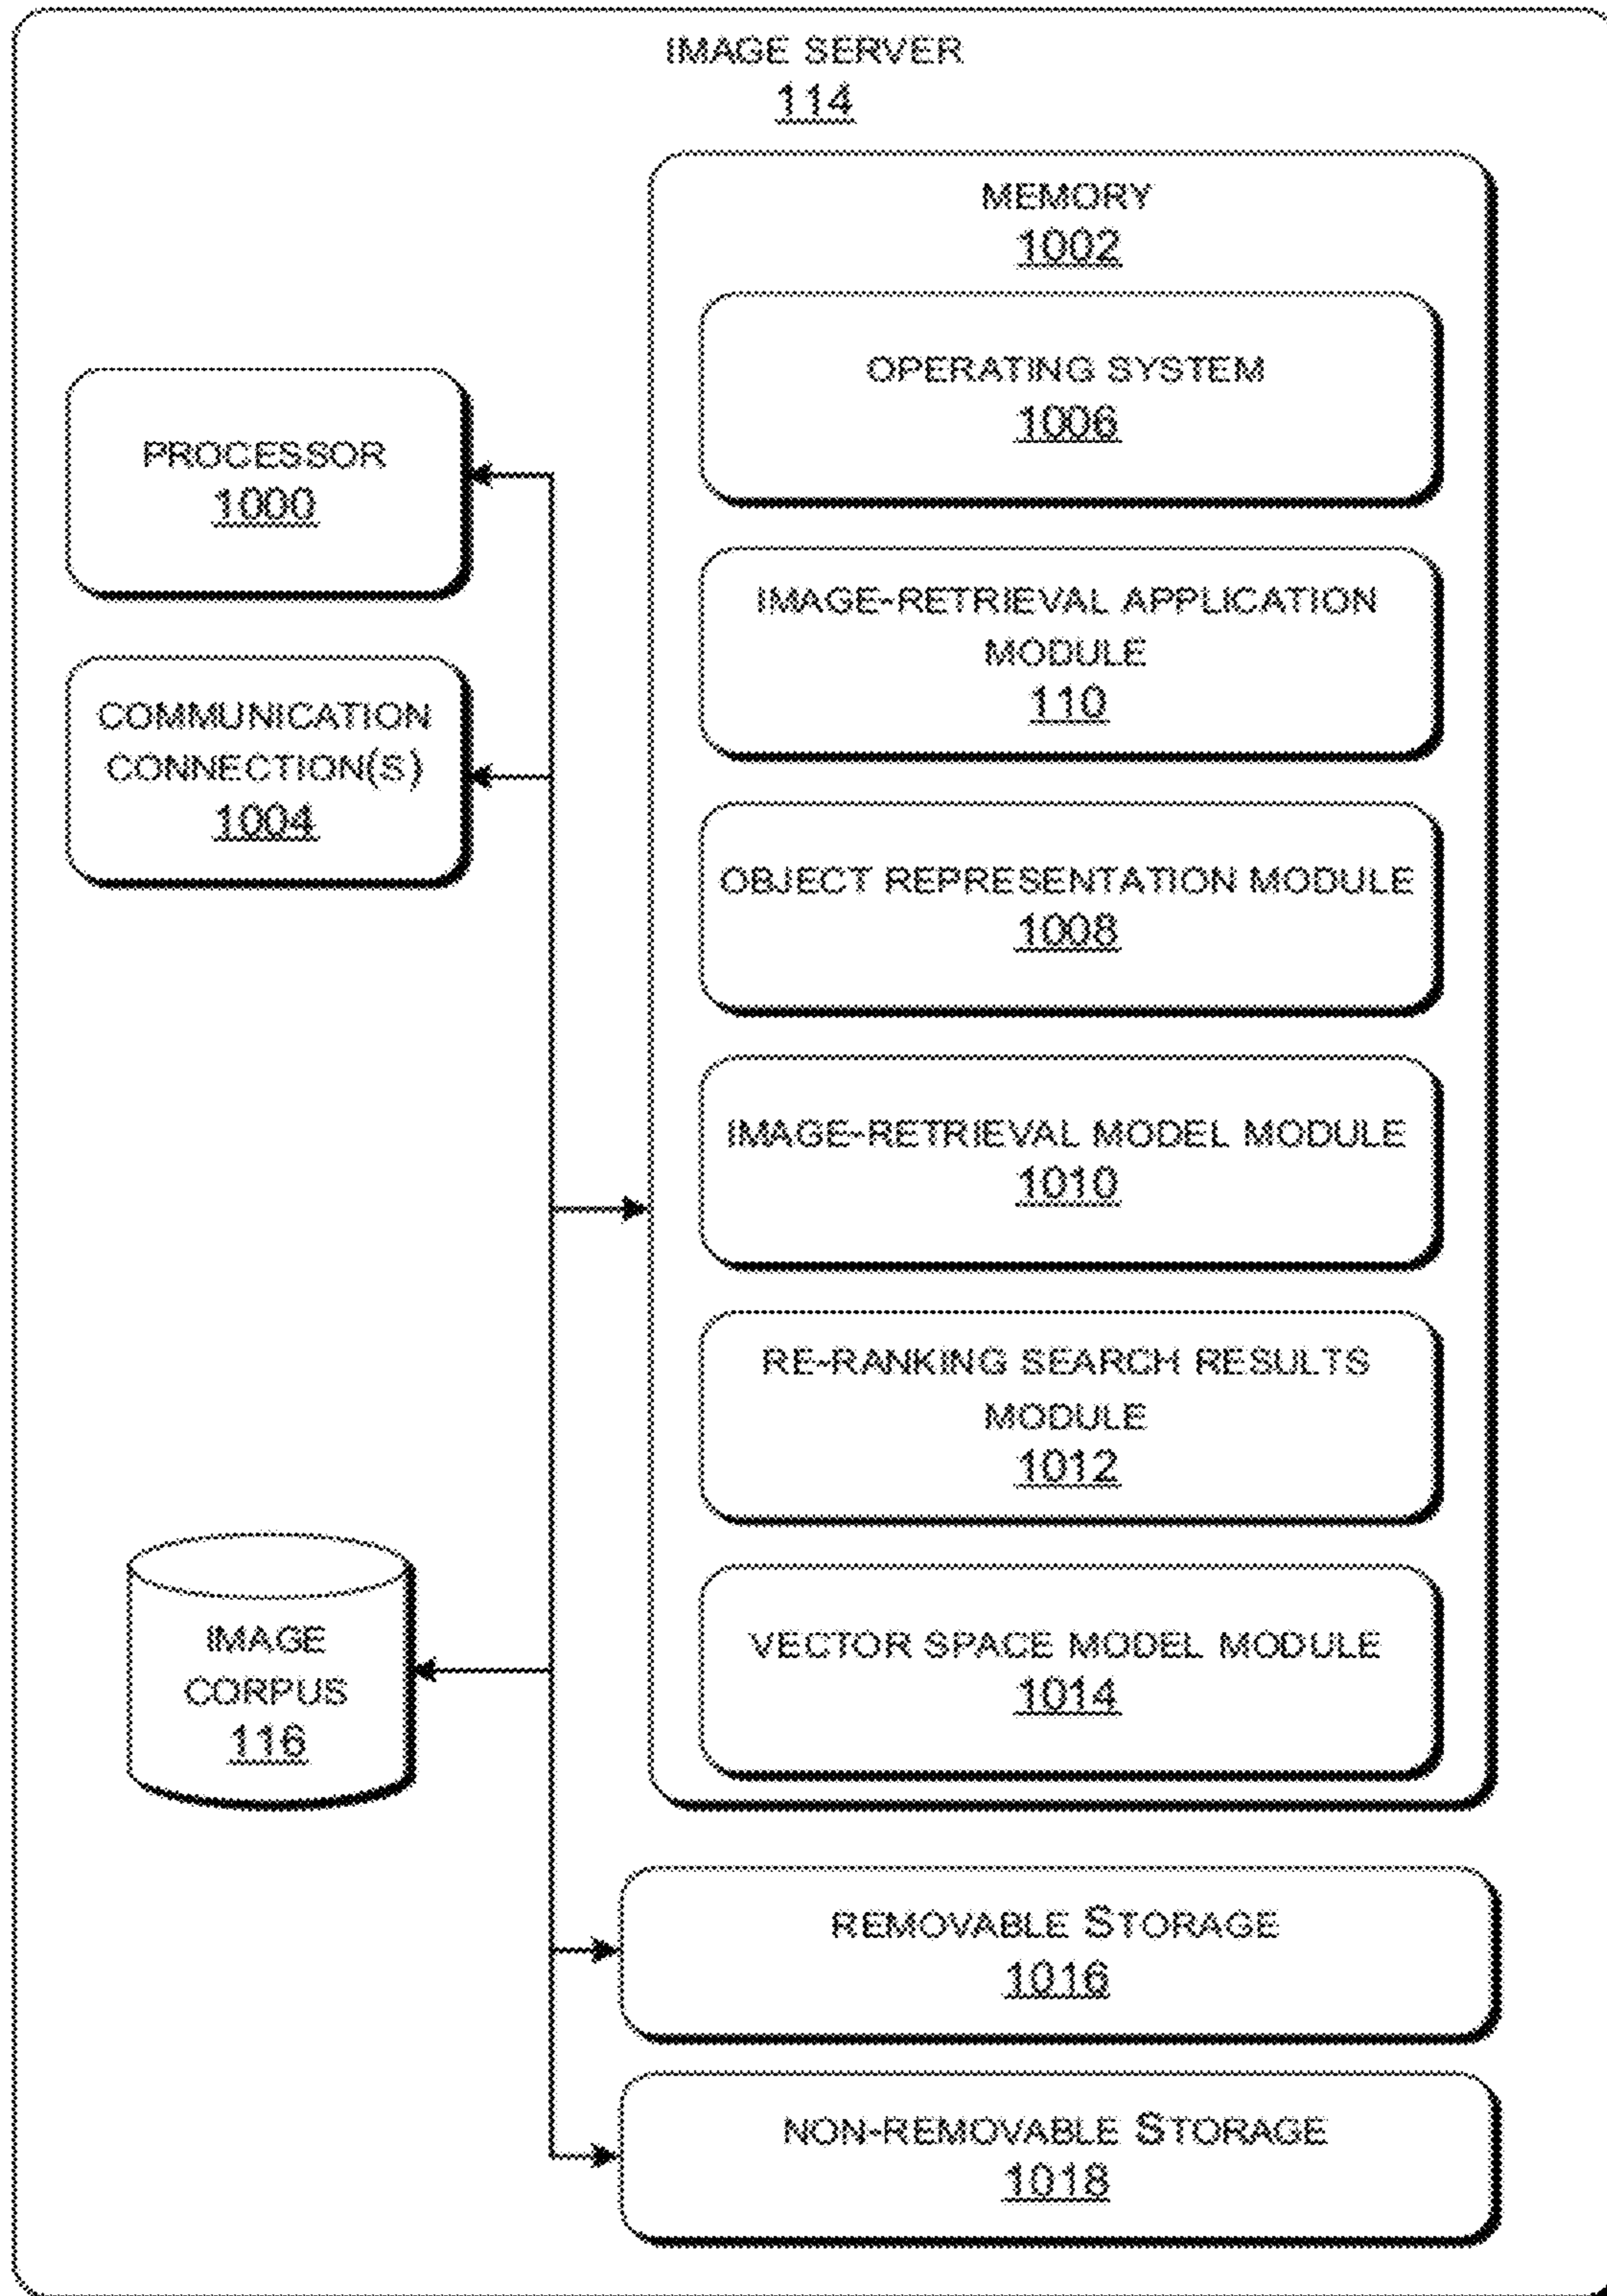 IMAGE SERVER
114
MEMORY
1002
OPERATING SYSTEM
1006
PROCESSOR
1000
IMAGE-RETRIEVAL APPLICATION
MODULE
110
COMMUNICATION
CONNECTION(S)
1004
OBJECT REPRESENTATION MODULE
1008
IMAGE-RETRIEVAL MODEL MODULE
1010
RE-RANKING SEARCH RESULTS
MODULE
1012
IMAGE
CORPUS
116
VECTOR SPACE MODEL MODULE
1014
REMOVABLE STORAGE
1016
NON-REMOVABLE STORAGE
1018